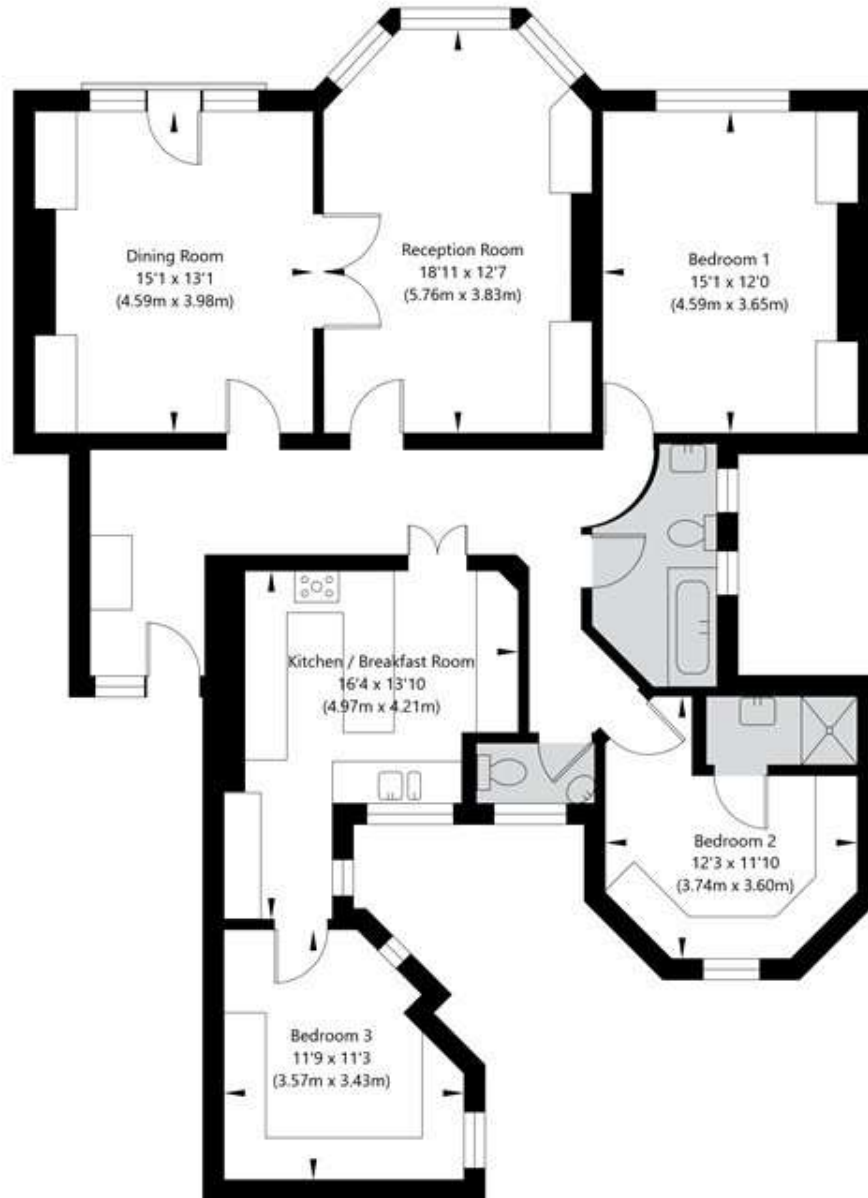 Dining Room
15'1 x 13'1
(4.59m x 3.98m)
Reception Room
18'11 x 12'7
(5.76m x 3.83m)
Bedroom 1
15'1 x 12'0
(4.59m x 3.65m)
Kitchen / Breakfast Room
16'4 x 13'10
(4.97m x 4.21m)
Bedroom 2
12'3 x 11'10
(3.74m x 3.60m)
Bedroom 3
11'9 x 11'3
(3.57m x 3.43m)